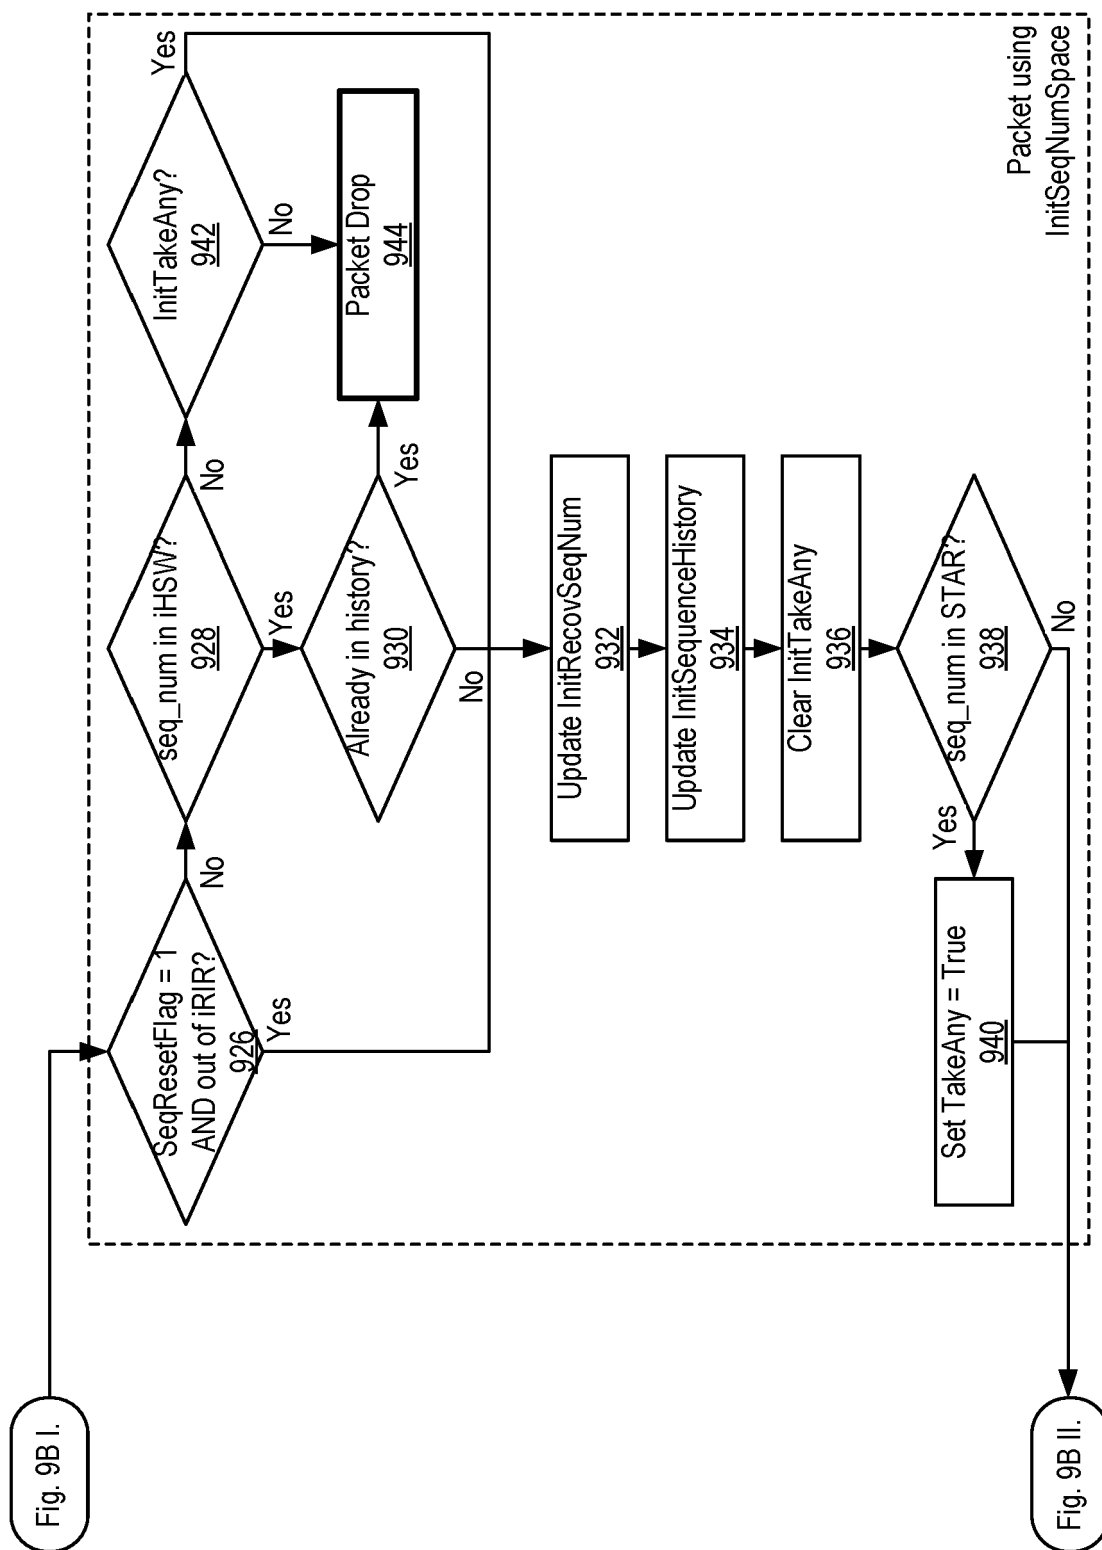 Fig. 9B I.
SeqResetFlag = 1
AND out of iRIR?
926
No
Yes
seq_num in iHSW?
928
No
Yes
InitTakeAny?
942
Yes
No
Already in history?
930
Yes
No
Packet Drop
944
Update InitRecovSeqNum
932
Update InitSequenceHistory
934
Clear InitTakeAny
936
seq_num in STAR?
938
Yes
No
Set TakeAny = True
940
Packet using
InitSeqNumSpace
Fig. 9B II.